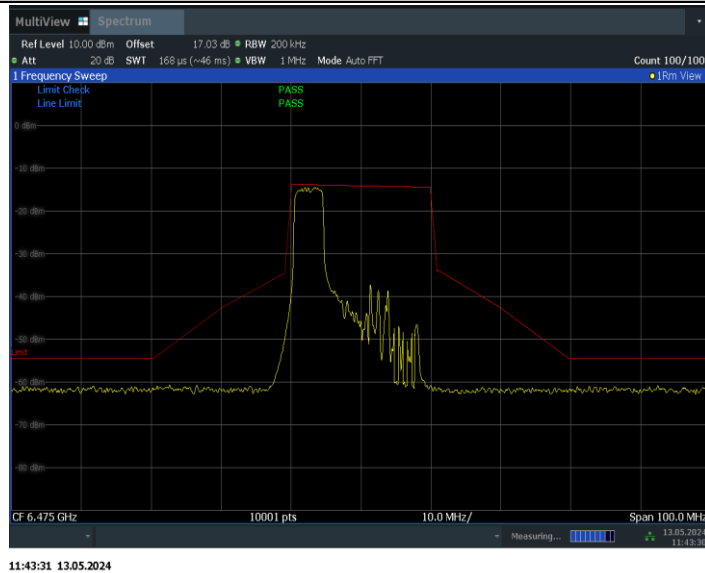 MultiView Spectrum
Ref Level 10.00 dBm Offset 17.03 dB RBW 200 kHz
Att 20 dB SWT 168 µs (~46 ms) VBW 1 MHz Mode Auto FFT Count 100/100
1 Frequency Sweep 1Rm View
Limit Check PASS
Line Limit PASS
0 dBm
-10 dBm
-20 dBm
-30 dBm
-40 dBm
-50 dBm
Limit
-60 dBm
-70 dBm
-80 dBm
CF 6.475 GHz 10001 pts 10.0 MHz/ Span 100.0 MHz
Measuring... 13.05.2024
11:43:30
11:43:31 13.05.2024